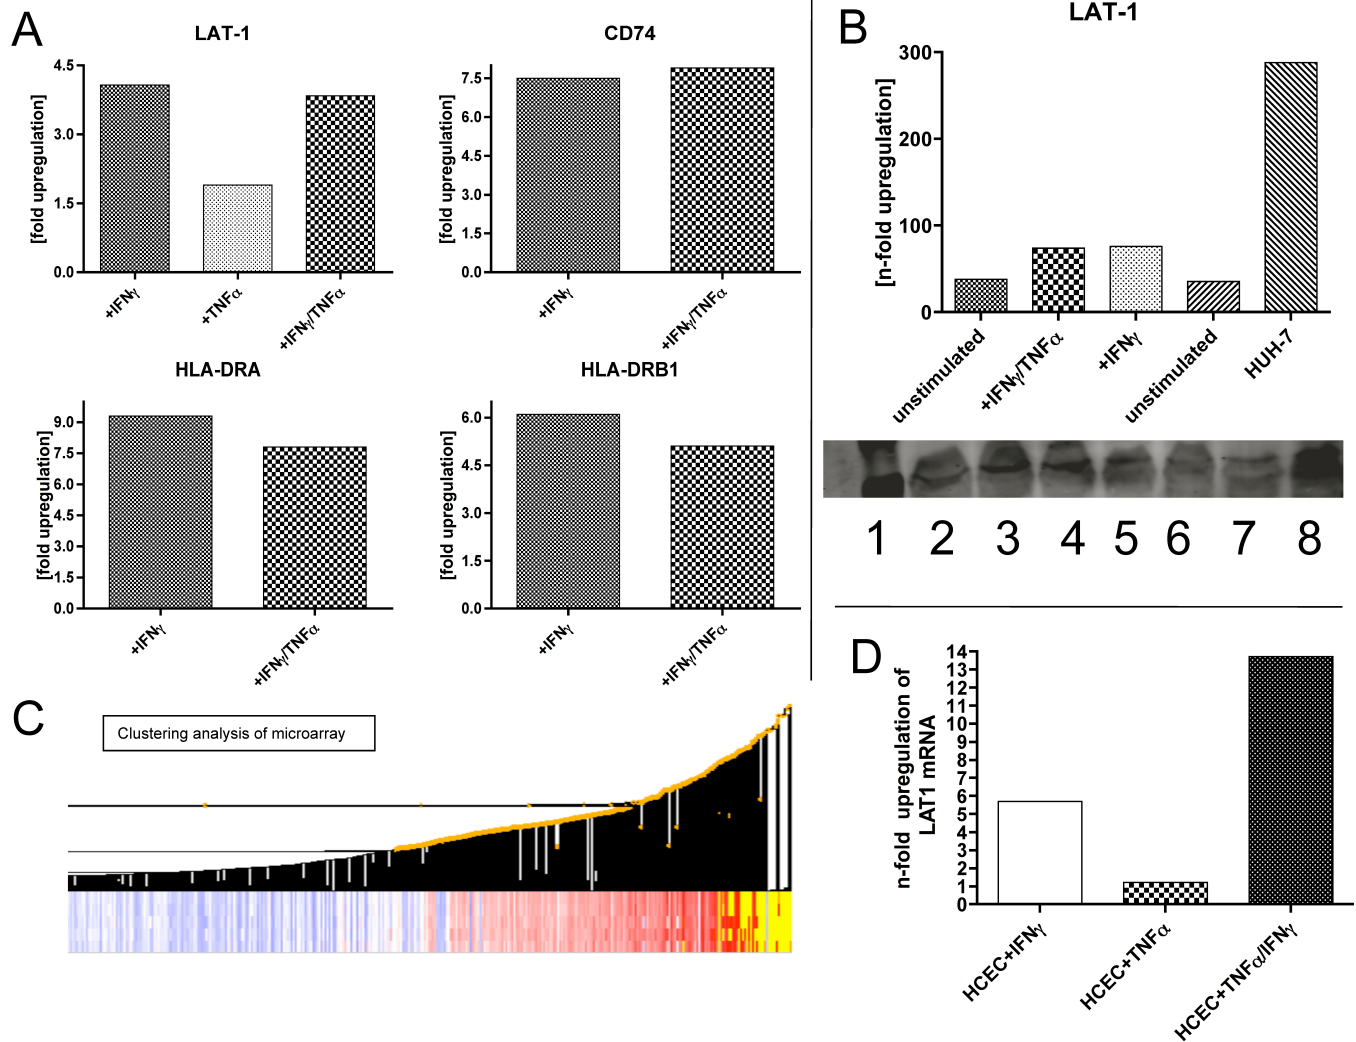 A
LAT-1
[fold upregulation]
4.5
3.0
1.5
0.0
+IFNγ
+TNFα
+IFNγ/TNFα
CD74
[fold upregulation]
7.5
6.0
4.5
3.0
1.5
0.0
+IFNγ
+IFNγ/TNFα
HLA-DRA
[fold upregulation]
9.0
7.5
6.0
4.5
3.0
1.5
0.0
+IFNγ
+IFNγ/TNFα
HLA-DRB1
[fold upregulation]
6.0
4.5
3.0
1.5
0.0
+IFNγ
+IFNγ/TNFα
B
LAT-1
[n-fold upregulation]
300
200
100
0
unstimulated
+IFNγ/TNFα
+IFNγ
unstimulated
HUH-7
1 2 3 4 5 6 7 8
C
Clustering analysis of microarray
D
n-fold upregulation of
LAT1 mRNA
14
13
12
11
10
9
8
7
6
5
4
3
2
1
0
HCEC+IFNγ
HCEC+TNFα
HCEC+TNFα/IFNγ